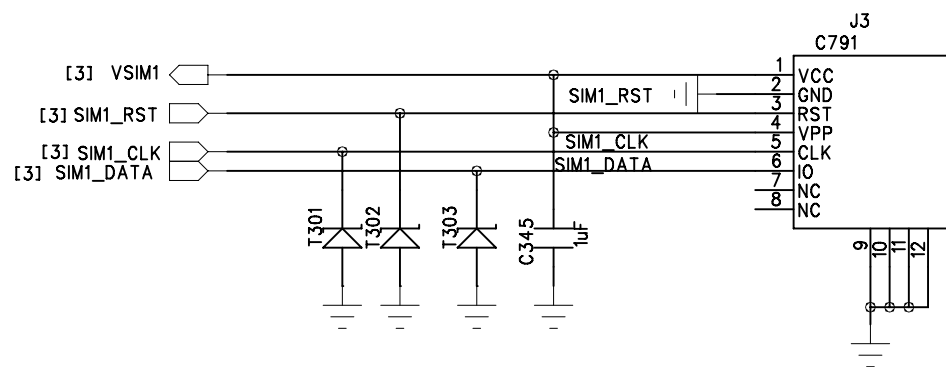 J3
C791
[3] VSIM1
1 VCC
2 GND
SIM1_RST
[3] SIM1_RST
3 RST
4 VPP
SIM1_CLK
[3] SIM1_CLK
5 CLK
SIM1_DATA
[3] SIM1_DATA
6 IO
7 NC
8 NC
T301
T302
T303
C345
1uF
9
10
11
12